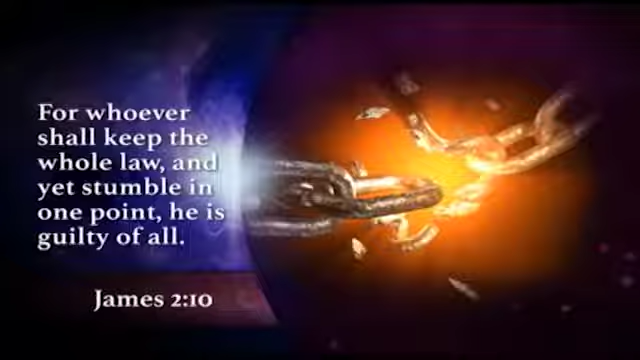 For whoever
shall keep the
whole law, and
yet stumble in
one point, he is
guilty of all.
James 2:10